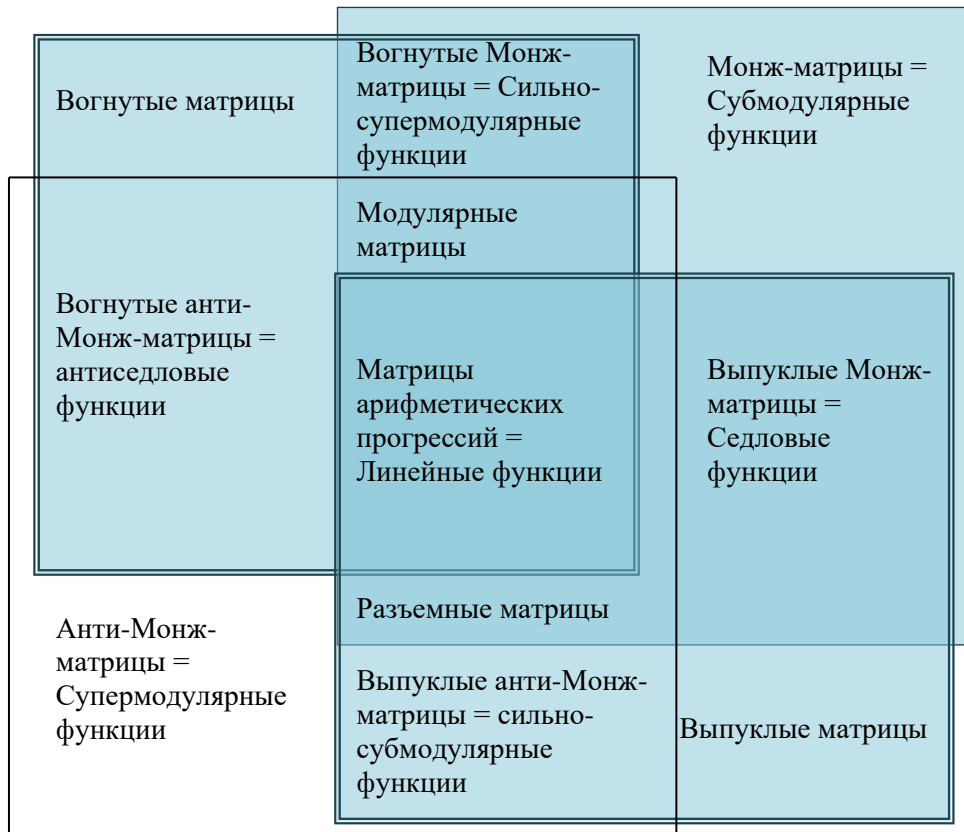 Вогнутые матрицы
Вогнутые Монж-
матрицы = Сильно-
супермодулярные
функции
Монж-матрицы =
Субмодулярные
функции
Модулярные
матрицы
Вогнутые анти-
Монж-матрицы =
антиседловые
функции
Матрицы
арифметических
прогрессий =
Линейные функции
Выпуклые Монж-
матрицы =
Седловые
функции
Разъемные матрицы
Анти-Монж-
матрицы =
Супермодулярные
функции
Выпуклые анти-Монж-
матрицы = сильно-
субмодулярные
функции
Выпуклые матрицы